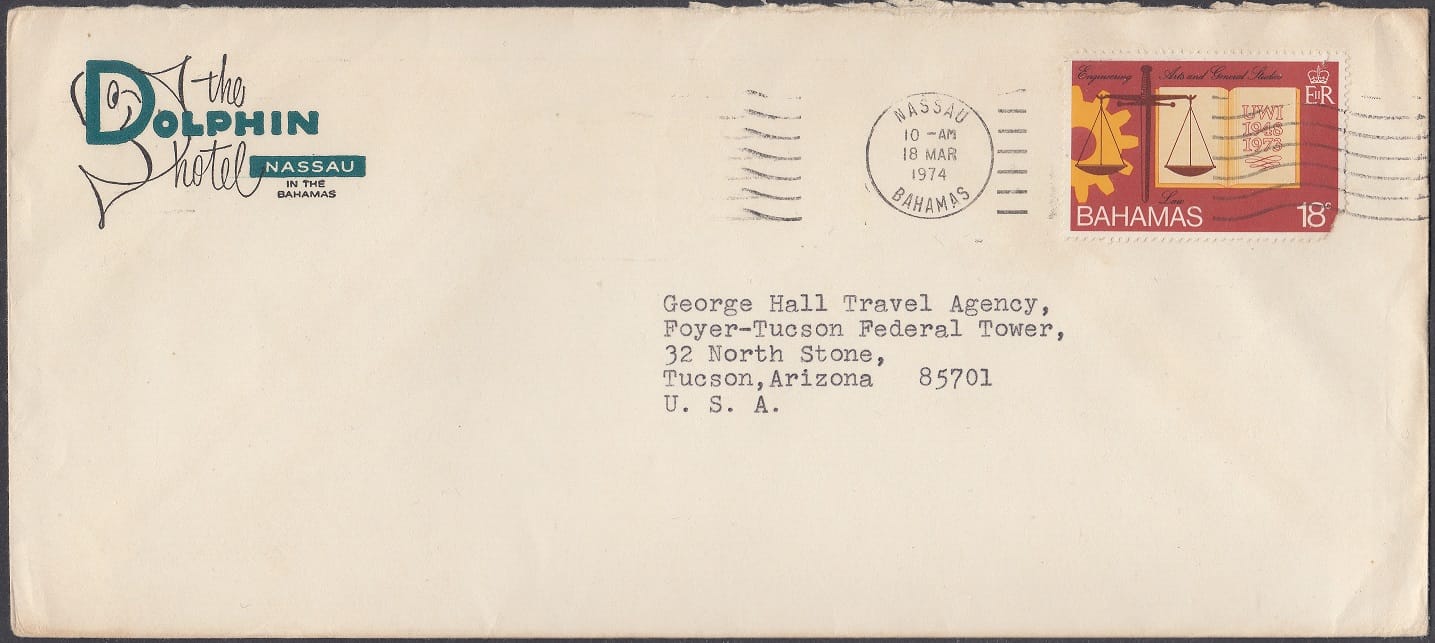 the
DOLPHIN
hotel NASSAU
IN THE
BAHAMAS
NASSAU
10 -AM
18 MAR
1974
BAHAMAS
Engineering Arts and General Studies
EIIR
UWI
1948
1973
Law
BAHAMAS 18c
George Hall Travel Agency,
Foyer-Tucson Federal Tower,
32 North Stone,
Tucson,Arizona 85701
U. S. A.